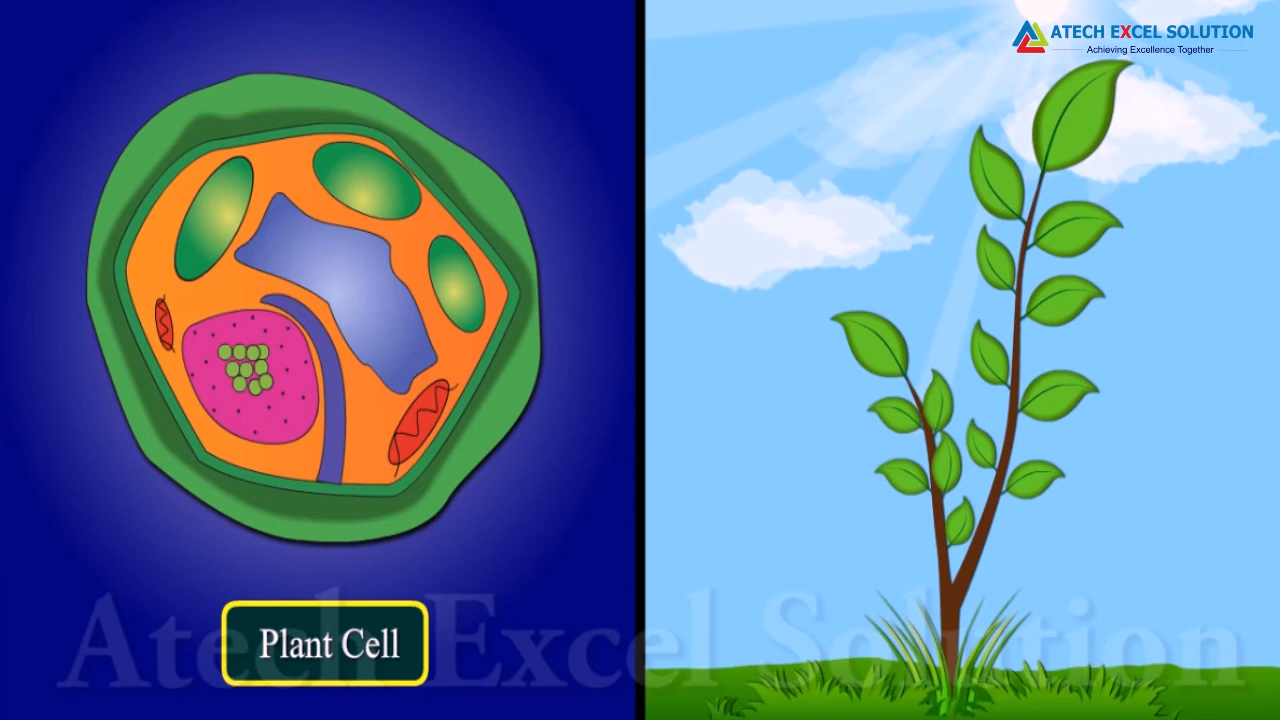 ATECH EXCEL SOLUTION
Achieving Excellence Together
Plant Cell
Atech Excel Solution